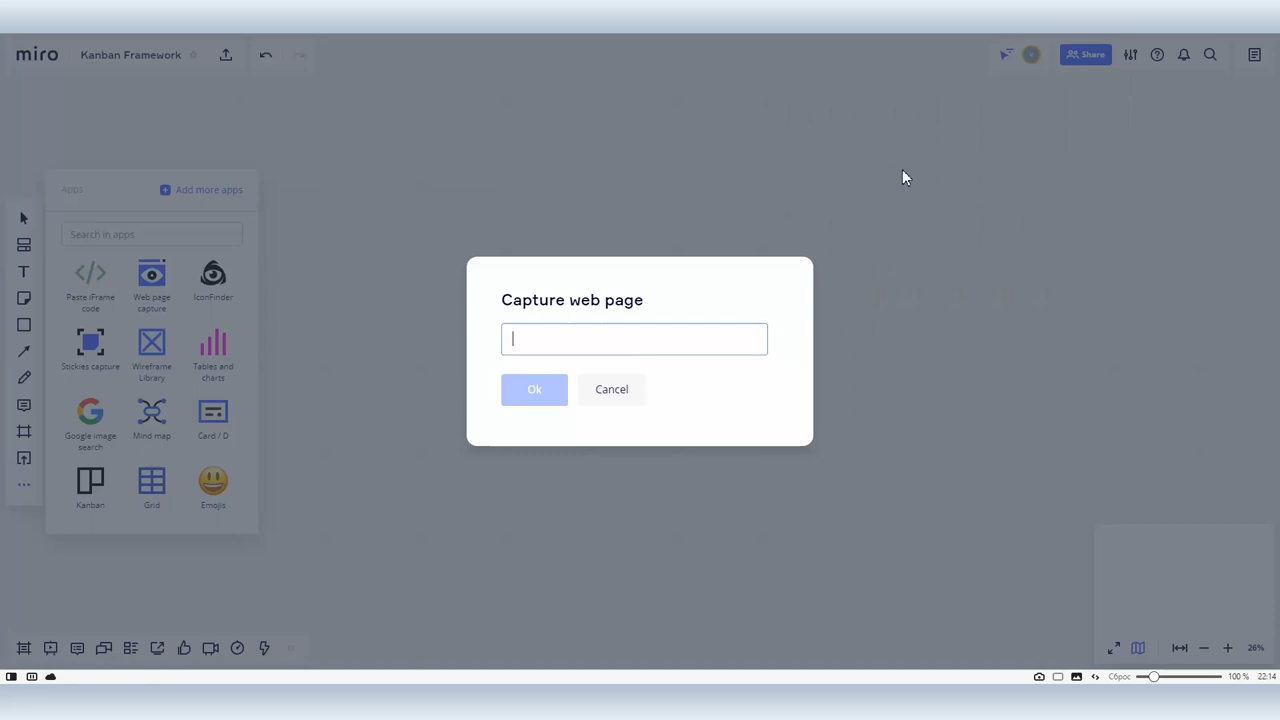 miro
Kanban Framework
Share
Apps
Add more apps
Search in apps
Paste iFrame
code
Web page
capture
IconFinder
Stickies capture
Wireframe
Library
Tables and
charts
Google image
search
Mind map
Card / D
Kanban
Grid
Emojis
Capture web page
Ok
Cancel
26%
Сброс
100 %
22:14